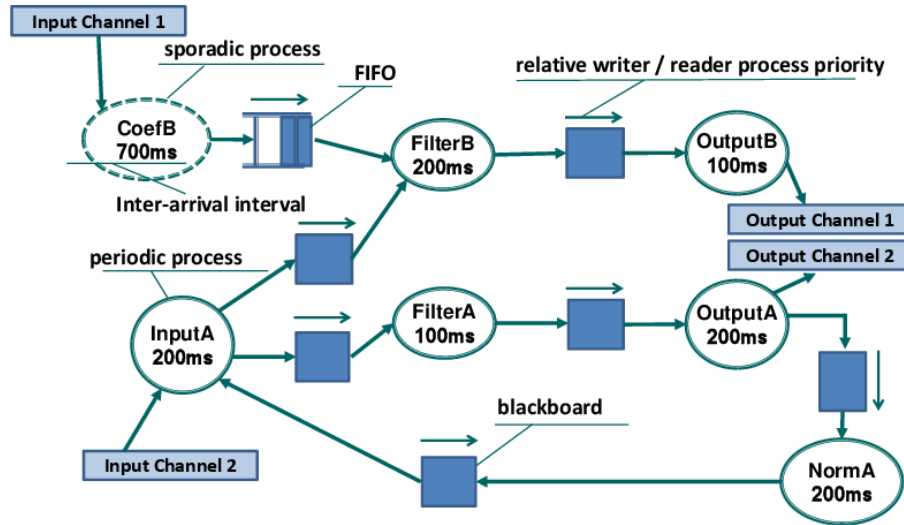 Input Channel 1
sporadic process
FIFO
relative writer / reader process priority
CoefB
700ms
FilterB
200ms
OutputB
100ms
Inter-arrival interval
Output Channel 1
Output Channel 2
periodic process
InputA
200ms
FilterA
100ms
OutputA
200ms
blackboard
Input Channel 2
NormA
200ms